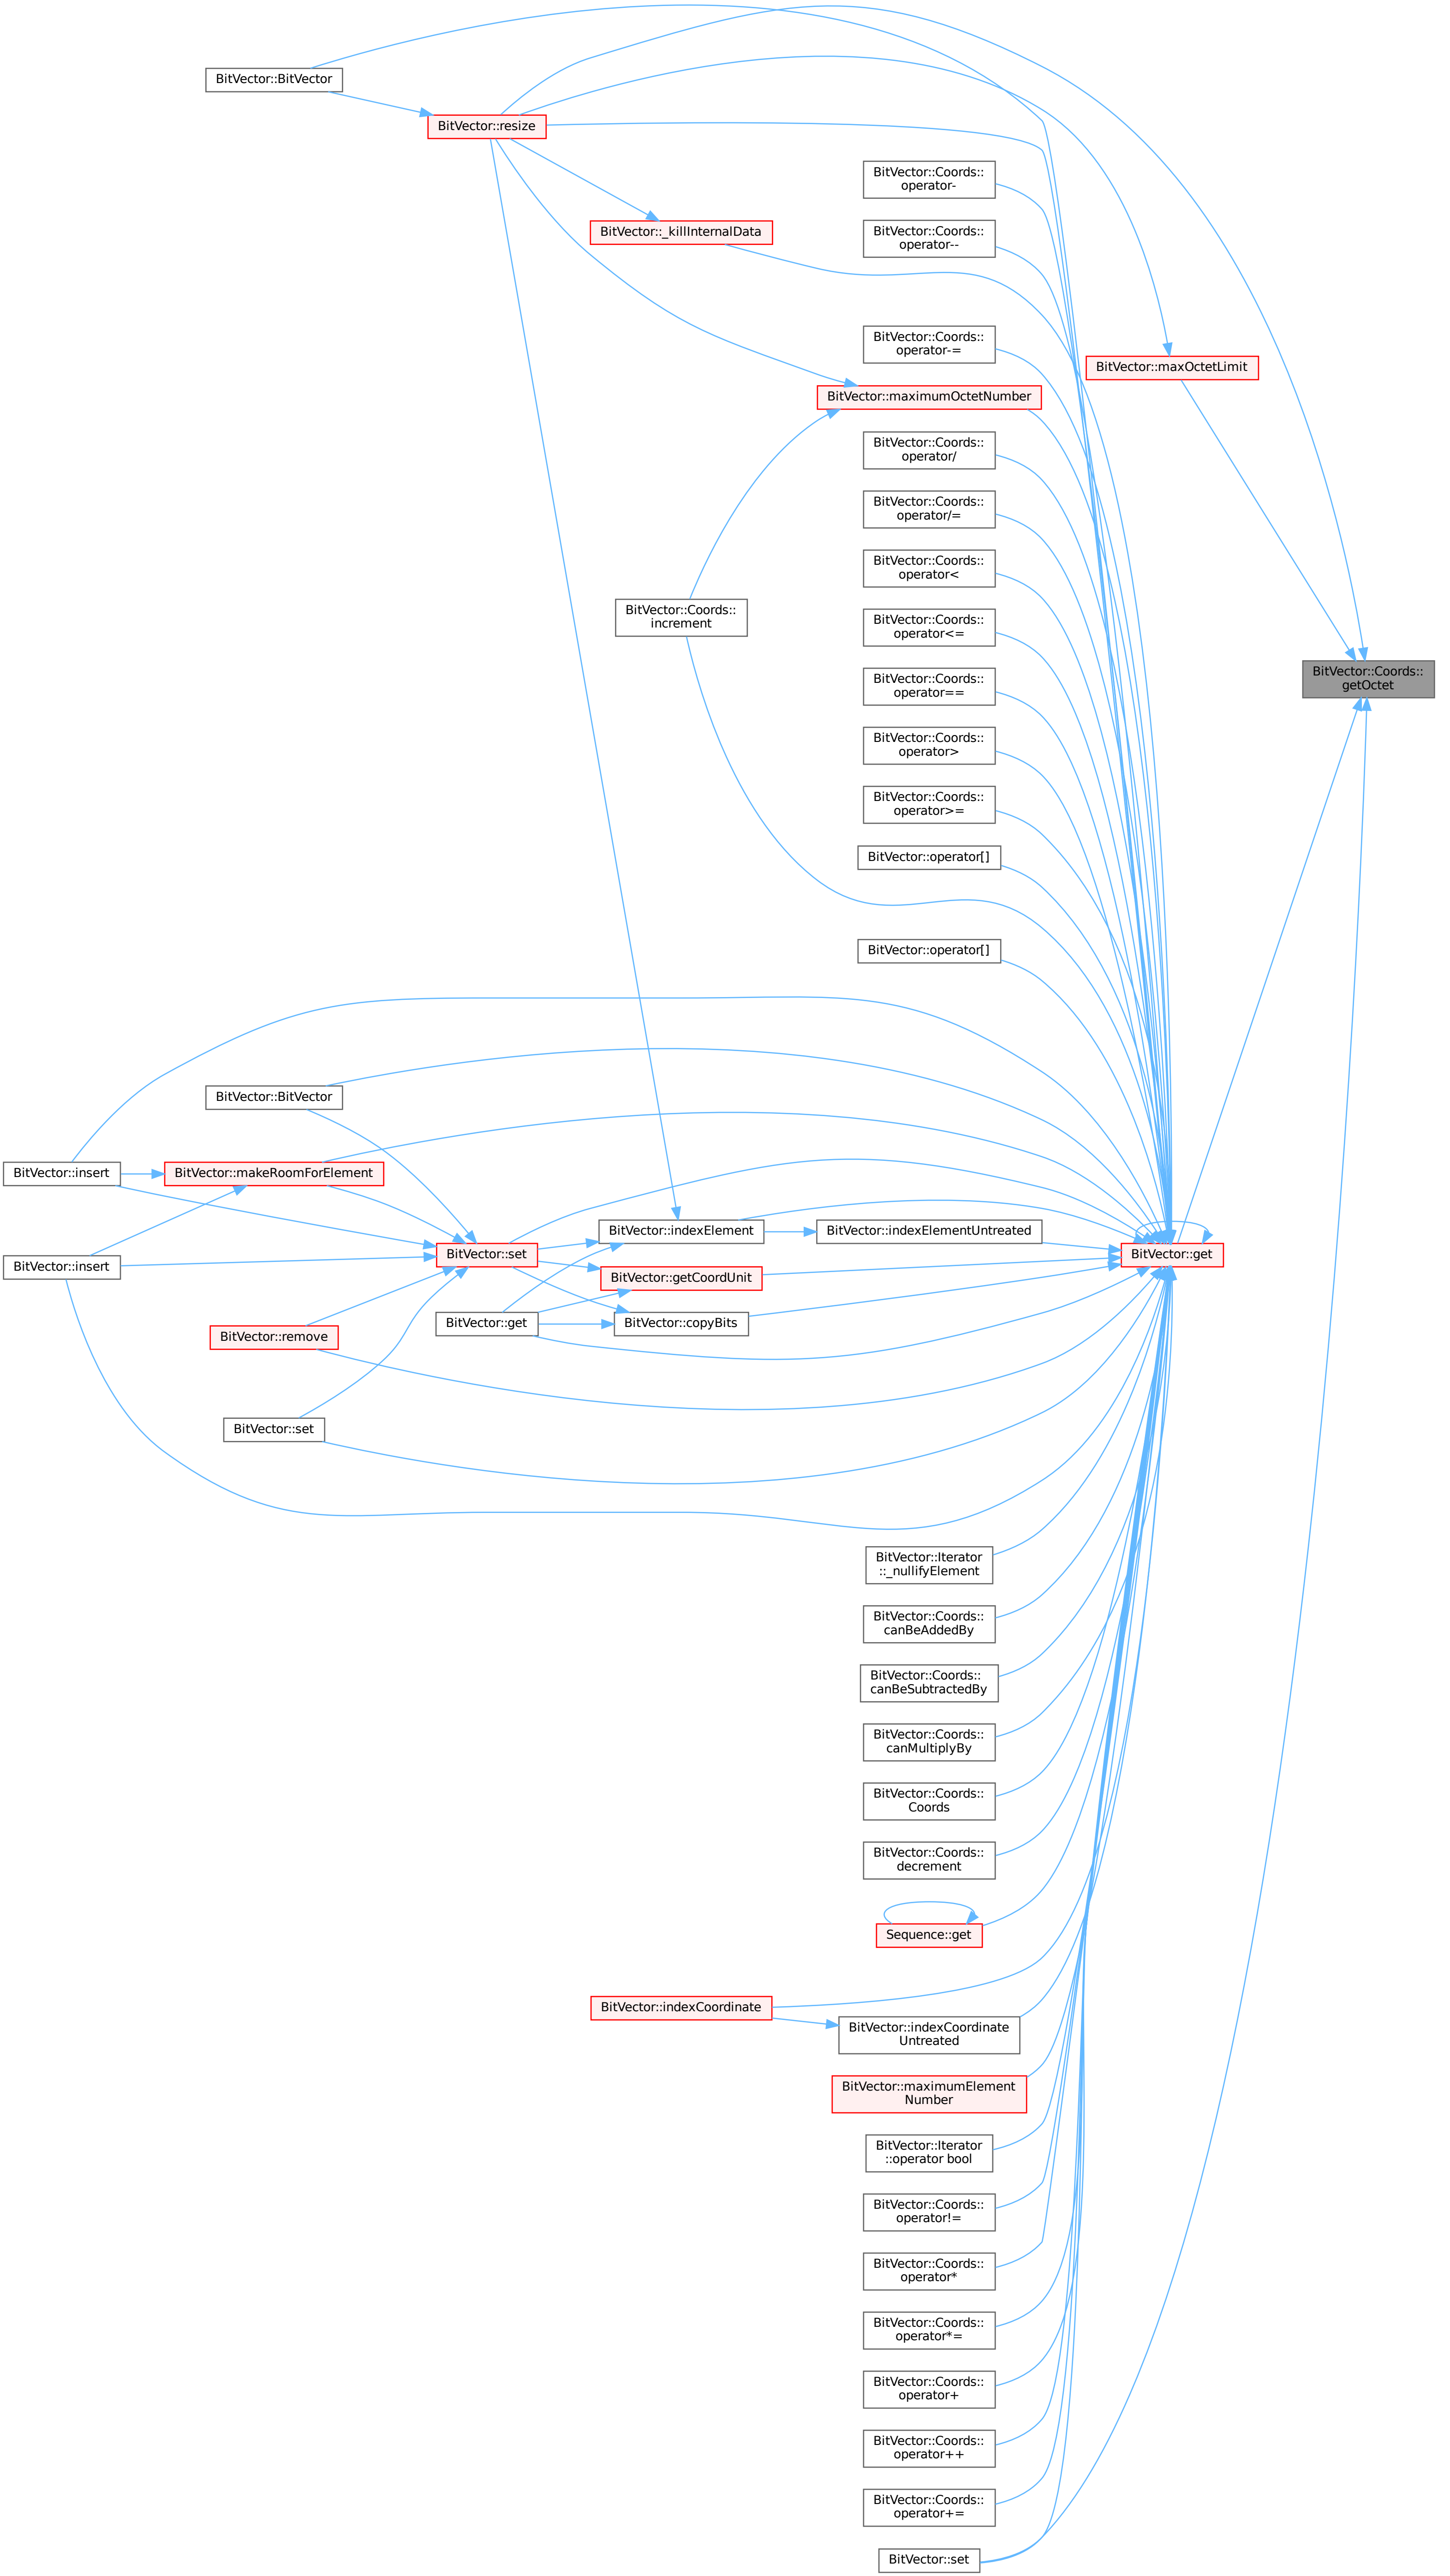 BitVector::BitVector
BitVector::resize
BitVector::Coords::
operator-
BitVector::_killInternalData
BitVector::Coords::
operator--
BitVector::Coords::
operator-=
BitVector::maxOctetLimit
BitVector::maximumOctetNumber
BitVector::Coords::
operator/
BitVector::Coords::
operator/=
BitVector::Coords::
operator<
BitVector::Coords::
increment
BitVector::Coords::
operator<=
BitVector::Coords::
getOctet
BitVector::Coords::
operator==
BitVector::Coords::
operator>
BitVector::Coords::
operator>=
BitVector::operator[]
BitVector::operator[]
BitVector::BitVector
BitVector::insert
BitVector::makeRoomForElement
BitVector::indexElement
BitVector::indexElementUntreated
BitVector::set
BitVector::get
BitVector::insert
BitVector::getCoordUnit
BitVector::remove
BitVector::get
BitVector::copyBits
BitVector::set
BitVector::Iterator
::_nullifyElement
BitVector::Coords::
canBeAddedBy
BitVector::Coords::
canBeSubtractedBy
BitVector::Coords::
canMultiplyBy
BitVector::Coords::
Coords
BitVector::Coords::
decrement
Sequence::get
BitVector::indexCoordinate
BitVector::indexCoordinate
Untreated
BitVector::maximumElement
Number
BitVector::Iterator
::operator bool
BitVector::Coords::
operator!=
BitVector::Coords::
operator*
BitVector::Coords::
operator*=
BitVector::Coords::
operator+
BitVector::Coords::
operator++
BitVector::Coords::
operator+=
BitVector::set